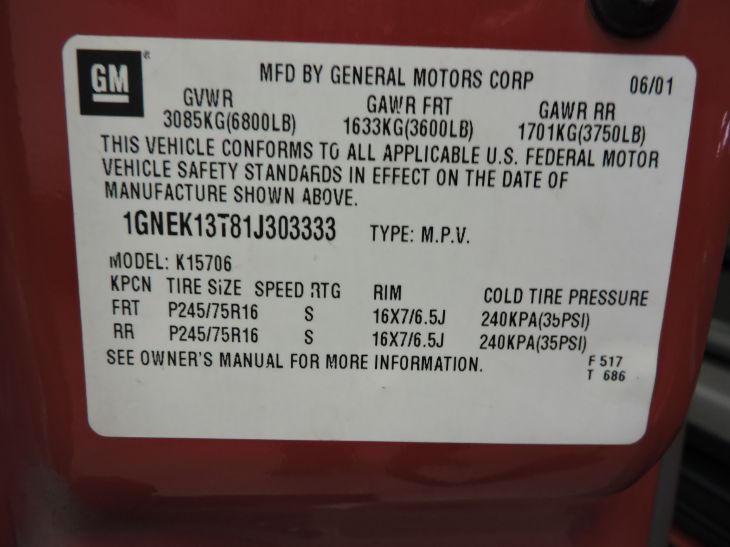 GM
MFD BY GENERAL MOTORS CORP 06/01
GVWR GAWR FRT GAWR RR
3085KG(6800LB) 1633KG(3600LB) 1701KG(3750LB)
THIS VEHICLE CONFORMS TO ALL APPLICABLE U.S. FEDERAL MOTOR
VEHICLE SAFETY STANDARDS IN EFFECT ON THE DATE OF
MANUFACTURE SHOWN ABOVE.
1GNEK13T81J303333 TYPE: M.P.V.
MODEL: K15706
KPCN TIRE SIZE SPEED RTG RIM COLD TIRE PRESSURE
FRT P245/75R16 S 16X7/6.5J 240KPA(35PSI)
RR P245/75R16 S 16X7/6.5J 240KPA(35PSI)
SEE OWNER'S MANUAL FOR MORE INFORMATION.
F 517
T 686